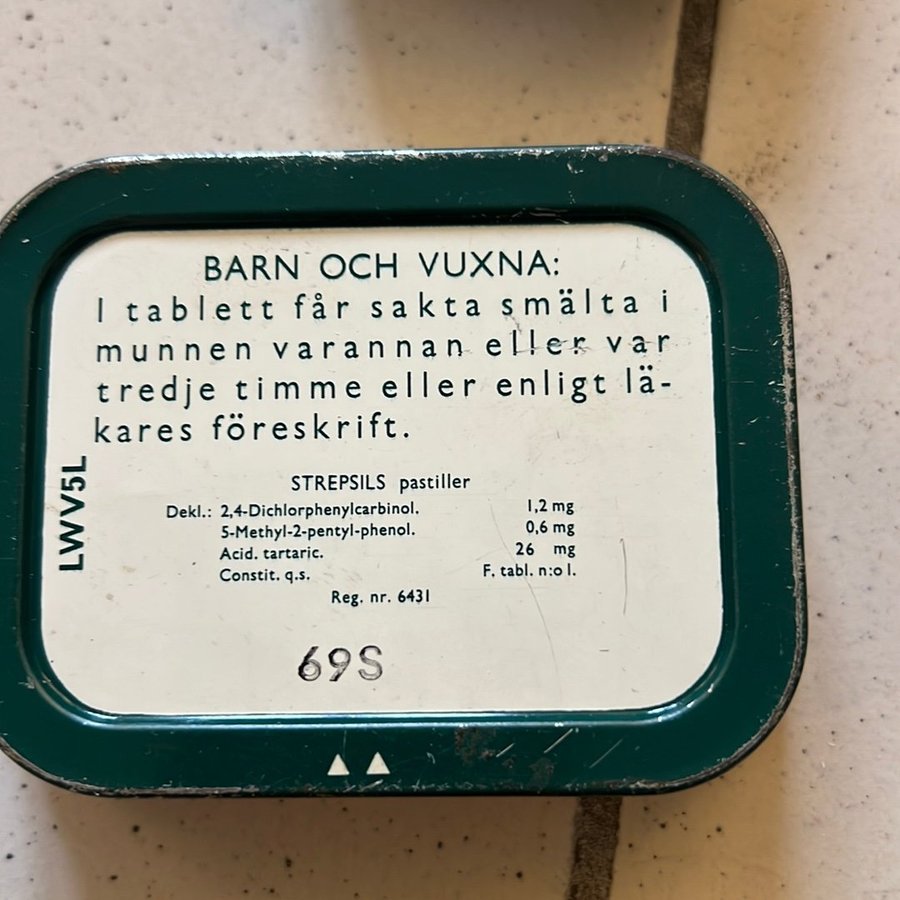 BARN OCH VUXNA:
1 tablett får sakta smälta i
munnen varannan eller var
tredje timme eller enligt lä-
kares föreskrift.
STREPSILS pastiller
Dekl.: 2,4-Dichlorphenylcarbinol. 1,2 mg
5-Methyl-2-pentyl-phenol. 0,6 mg
Acid. tartaric. 26 mg
Constit. q.s. F. tabl. n:o 1.
Reg. nr. 6431
LWV5L
69S